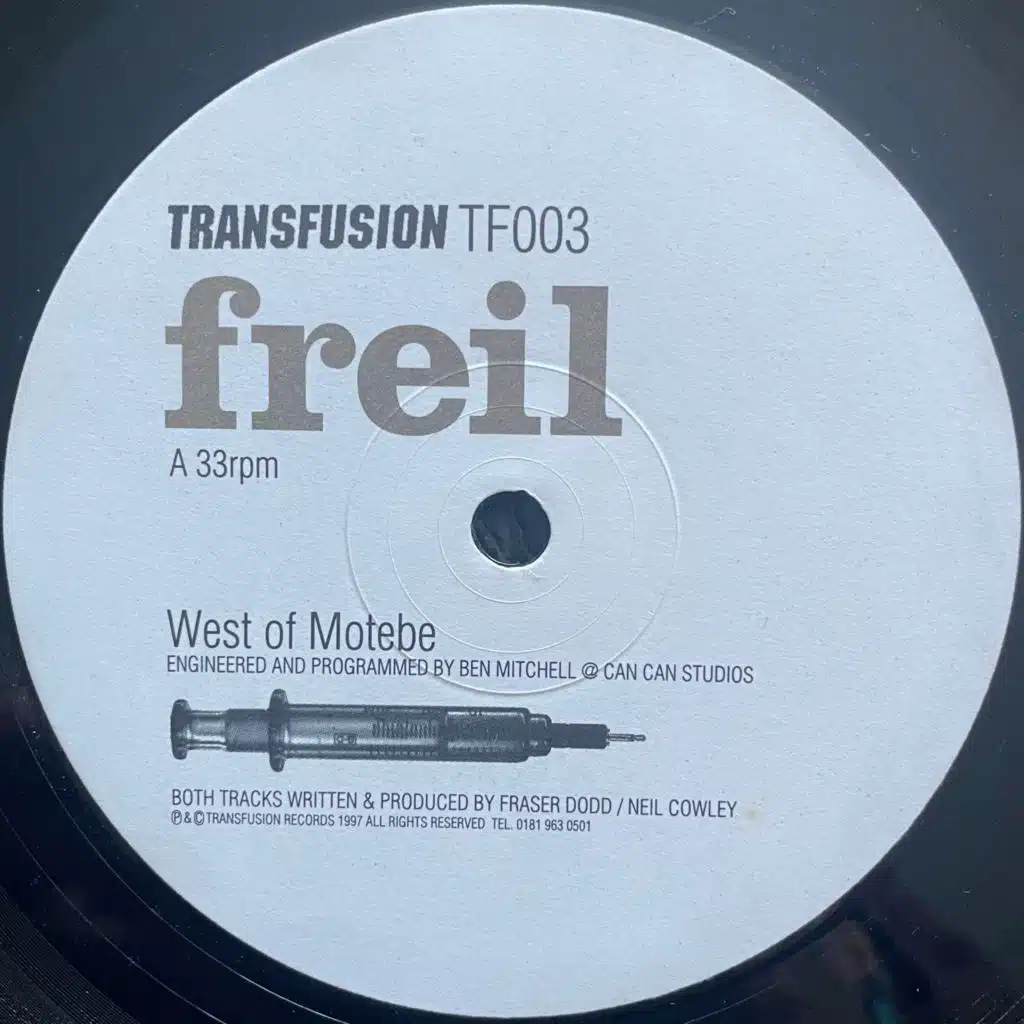 TRANSFUSION TF003
freil
A 33rpm
West of Motebe
ENGINEERED AND PROGRAMMED BY BEN MITCHELL @ CAN CAN STUDIOS
BOTH TRACKS WRITTEN & PRODUCED BY FRASER DODD / NEIL COWLEY
℗&©TRANSFUSION RECORDS 1997 ALL RIGHTS RESERVED TEL. 0181 963 0501